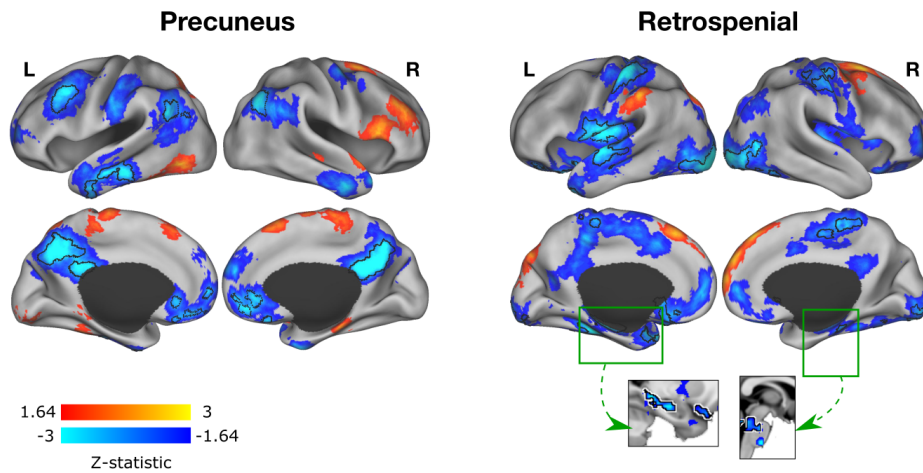 Precuneus
Retrospenial
L
R
L
R
1.64 3
-3 -1.64
Z-statistic